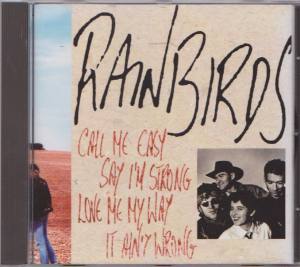 RAINBIRDS
CALL ME EASY
SAY I'M STRONG
LOVE ME MY WAY
IT AIN'T WRONG